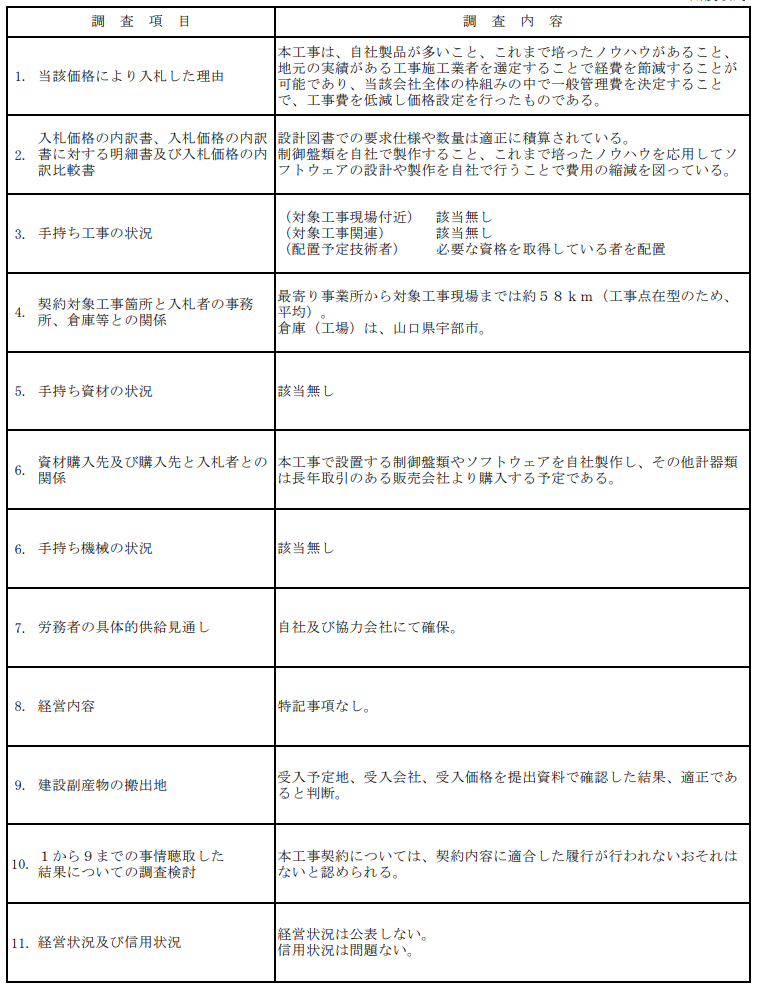 調　査　項　目
調　査　内　容
1. 当該価格により入札した理由
本工事は、自社製品が多いこと、これまで培ったノウハウがあること、
地元の実績がある工事施工業者を選定することで経費を節減することが
可能であり、当該会社全体の枠組みの中で一般管理費を決定すること
で、工事費を低減し価格設定を行ったものである。
2. 入札価格の内訳書、入札価格の内訳
書に対する明細書及び入札価格の内
訳比較書
設計図書での要求仕様や数量は適正に積算されている。
制御盤類を自社で製作すること、これまで培ったノウハウを応用してソ
フトウェアの設計や製作を自社で行うことで費用の縮減を図っている。
3. 手持ち工事の状況
（対象工事現場付近）　該当無し
（対象工事関連）　　　該当無し
（配置予定技術者）　　必要な資格を取得している者を配置
4. 契約対象工事箇所と入札者の事務
所、倉庫等との関係
最寄り事業所から対象工事現場までは約５８ｋｍ（工事点在型のため、
平均）。
倉庫（工場）は、山口県宇部市。
5. 手持ち資材の状況
該当無し
6. 資材購入先及び購入先と入札者との
関係
本工事で設置する制御盤類やソフトウェアを自社製作し、その他計器類
は長年取引のある販売会社より購入する予定である。
6. 手持ち機械の状況
該当無し
7. 労務者の具体的供給見通し
自社及び協力会社にて確保。
8. 経営内容
特記事項なし。
9. 建設副産物の搬出地
受入予定地、受入会社、受入価格を提出資料で確認した結果、適正であ
ると判断。
10. １から９までの事情聴取した
結果についての調査検討
本工事契約については、契約内容に適合した履行が行われないおそれは
ないと認められる。
11. 経営状況及び信用状況
経営状況は公表しない。
信用状況は問題ない。